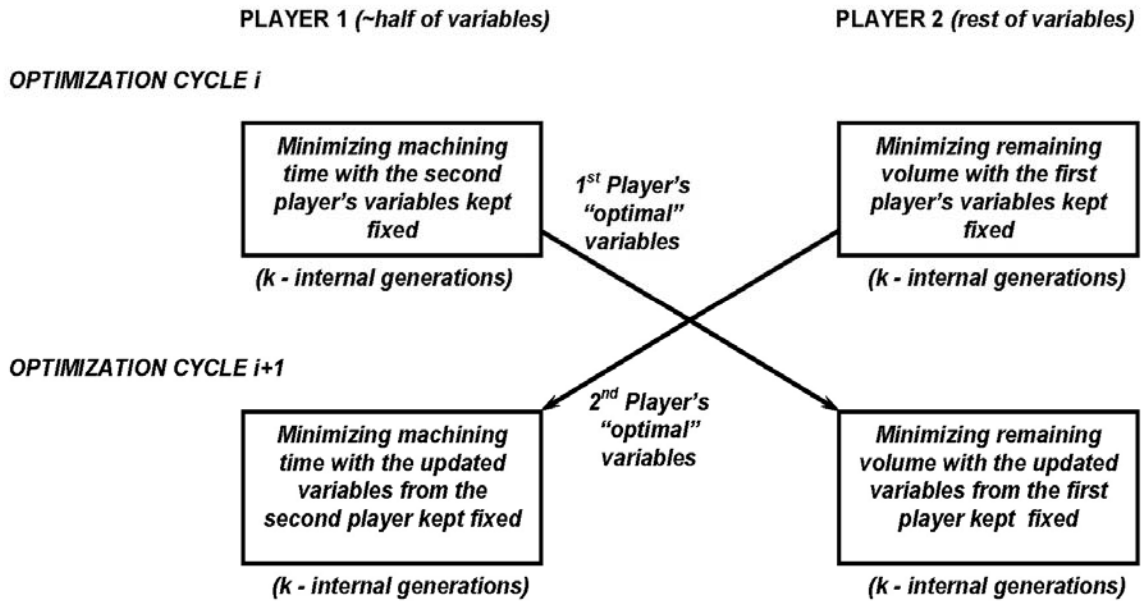 PLAYER 1 (~half of variables)
PLAYER 2 (rest of variables)
OPTIMIZATION CYCLE i
Minimizing machining
time with the second
player's variables kept
fixed
(k - internal generations)
1st Player's
“optimal”
variables
Minimizing remaining
volume with the first
player's variables kept
fixed
(k - internal generations)
OPTIMIZATION CYCLE i+1
2nd Player's
“optimal”
variables
Minimizing machining
time with the updated
variables from the
second player kept fixed
(k - internal generations)
Minimizing remaining
volume with the updated
variables from the first
player kept fixed
(k - internal generations)